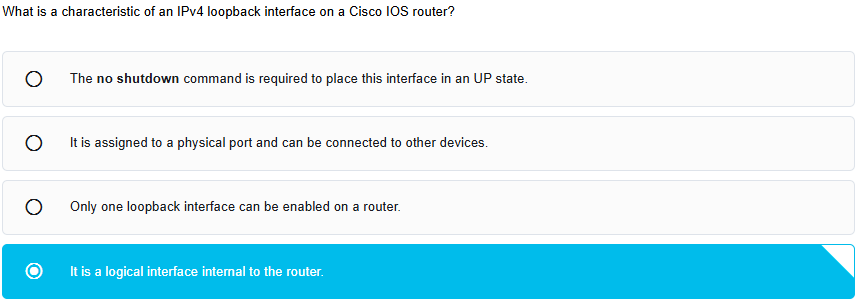 What is a characteristic of an IPv4 loopback interface on a Cisco IOS router?
The no shutdown command is required to place this interface in an UP state.
It is assigned to a physical port and can be connected to other devices.
Only one loopback interface can be enabled on a router.
It is a logical interface internal to the router.